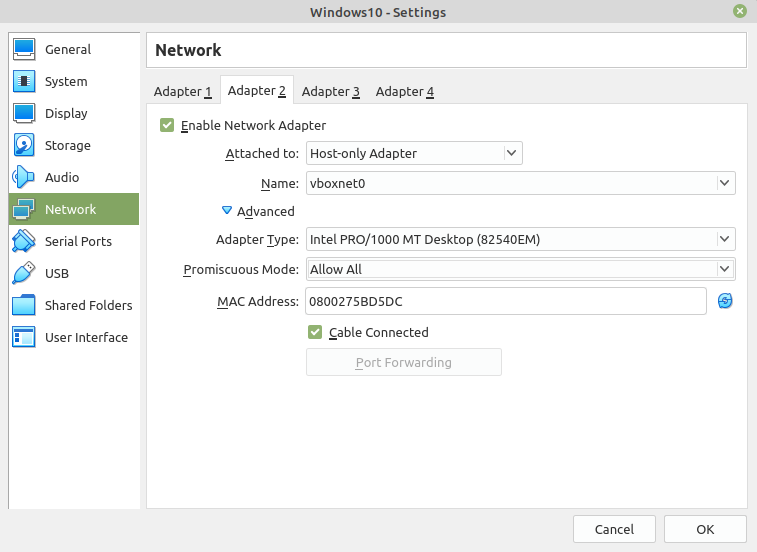 Windows10 - Settings
General
System
Display
Storage
Audio
Network
Serial Ports
USB
Shared Folders
User Interface
Network
Adapter 1 Adapter 2 Adapter 3 Adapter 4
Enable Network Adapter
Attached to: Host-only Adapter
Name: vboxnet0
Advanced
Adapter Type: Intel PRO/1000 MT Desktop (82540EM)
Promiscuous Mode: Allow All
MAC Address: 0800275BD5DC
Cable Connected
Port Forwarding
Cancel OK